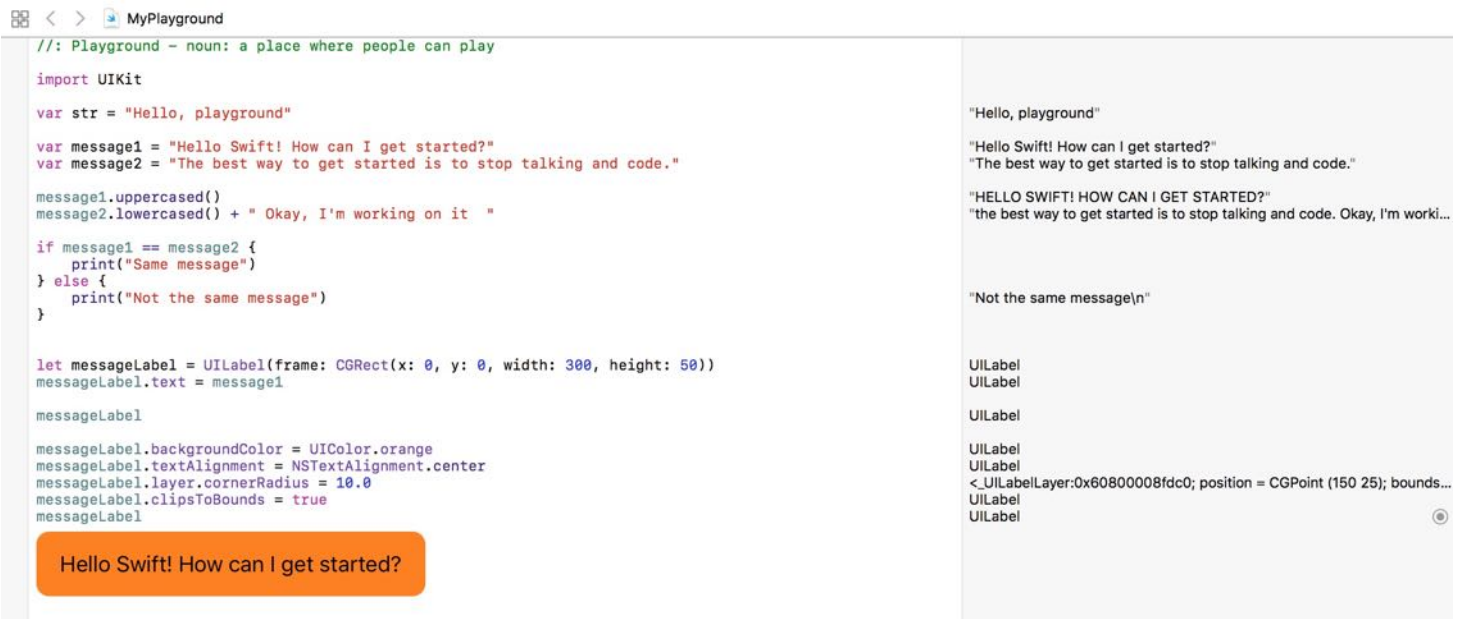 MyPlayground
//: Playground – noun: a place where people can play
import UIKit
var str = "Hello, playground"
"Hello, playground"
var message1 = "Hello Swift! How can I get started?"
"Hello Swift! How can I get started?"
var message2 = "The best way to get started is to stop talking and code."
"The best way to get started is to stop talking and code."
message1.uppercased()
"HELLO SWIFT! HOW CAN I GET STARTED?"
message2.lowercased() + " Okay, I'm working on it  "
"the best way to get started is to stop talking and code. Okay, I'm worki...
if message1 == message2 {
    print("Same message")
} else {
    print("Not the same message")
"Not the same message\n"
}
let messageLabel = UILabel(frame: CGRect(x: 0, y: 0, width: 300, height: 50))
UILabel
messageLabel.text = message1
UILabel
messageLabel
UILabel
messageLabel.backgroundColor = UIColor.orange
UILabel
messageLabel.textAlignment = NSTextAlignment.center
UILabel
messageLabel.layer.cornerRadius = 10.0
<_UILabelLayer:0x60800008fdc0; position = CGPoint (150 25); bounds...
messageLabel.clipsToBounds = true
UILabel
messageLabel
UILabel
Hello Swift! How can I get started?